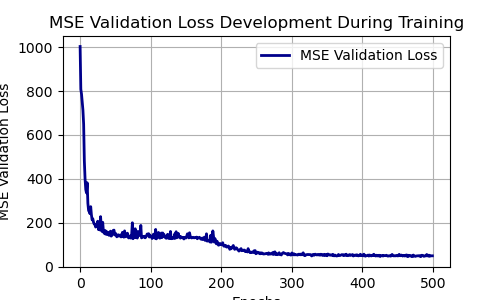 MSE Validation Loss Development During Training
MSE Validation Loss
1000
800
600
400
200
0
MSE Validation Loss
0 100 200 300 400 500
Epochs